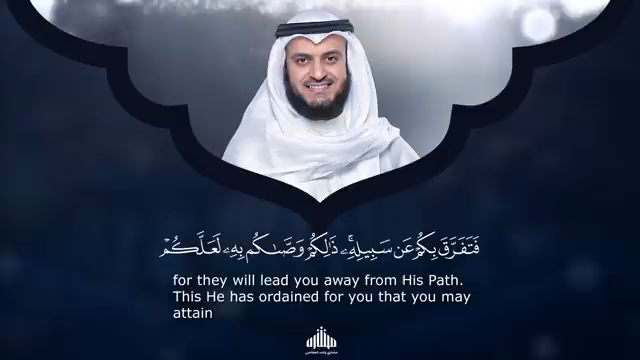 فَتَفَرَّقَ بِكُمْ عَن سَبِيلِهِۦۚ ذَٰلِكُمْ وَصَّىٰكُم بِهِۦ لَعَلَّكُمْ
for they will lead you away from His Path.
This He has ordained for you that you may
attain